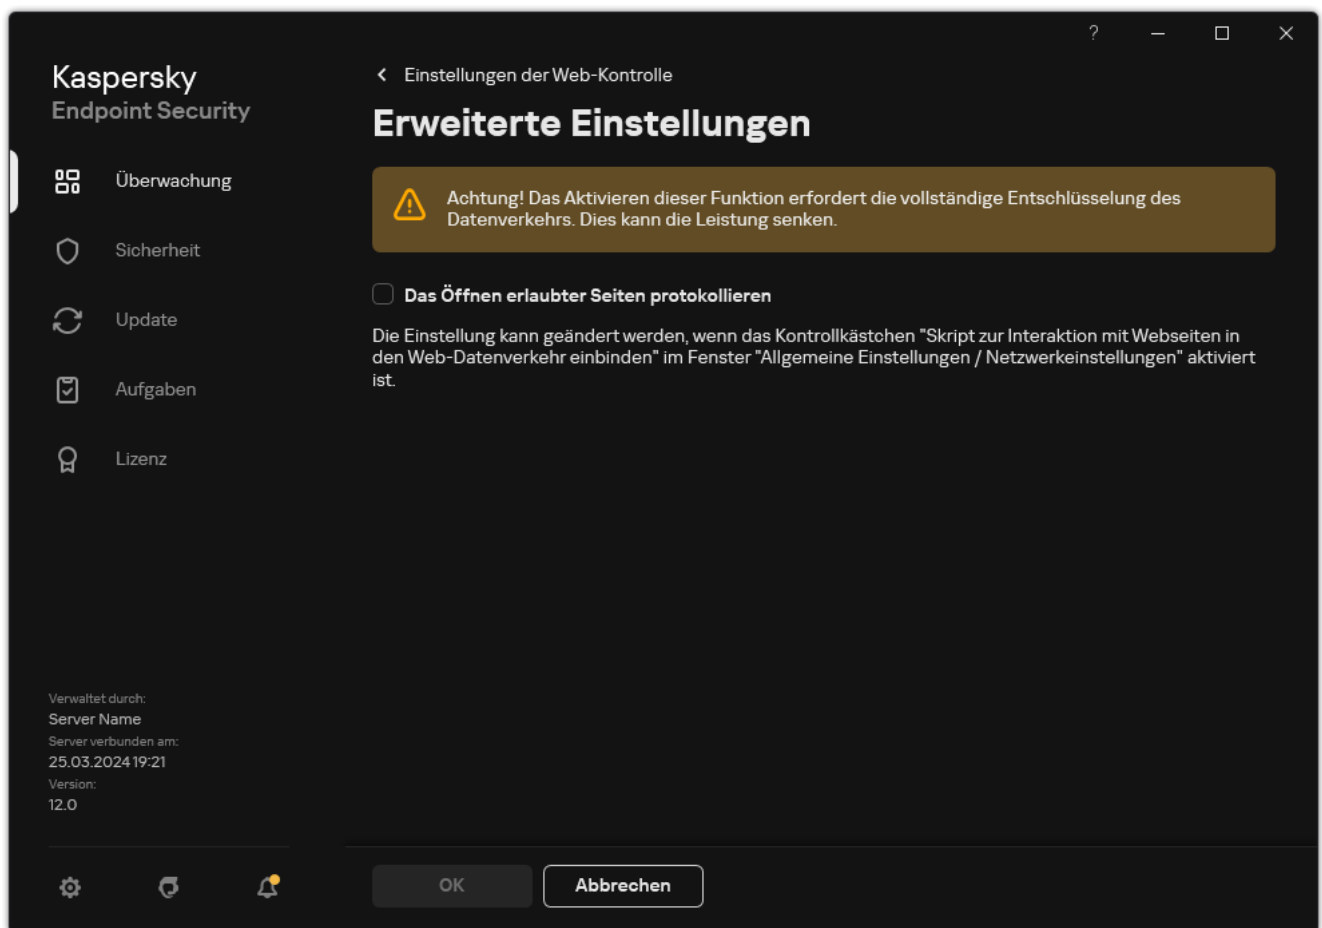 ?
Kaspersky
Endpoint Security
Überwachung
Sicherheit
Update
Aufgaben
Lizenz
Verwaltet durch:
Server Name
Server verbunden am:
25.03.2024 19:21
Version:
12.0
Einstellungen der Web-Kontrolle
Erweiterte Einstellungen
Achtung! Das Aktivieren dieser Funktion erfordert die vollständige Entschlüsselung des
Datenverkehrs. Dies kann die Leistung senken.
Das Öffnen erlaubter Seiten protokollieren
Die Einstellung kann geändert werden, wenn das Kontrollkästchen "Skript zur Interaktion mit Webseiten in
den Web-Datenverkehr einbinden" im Fenster "Allgemeine Einstellungen / Netzwerkeinstellungen" aktiviert
ist.
OK
Abbrechen